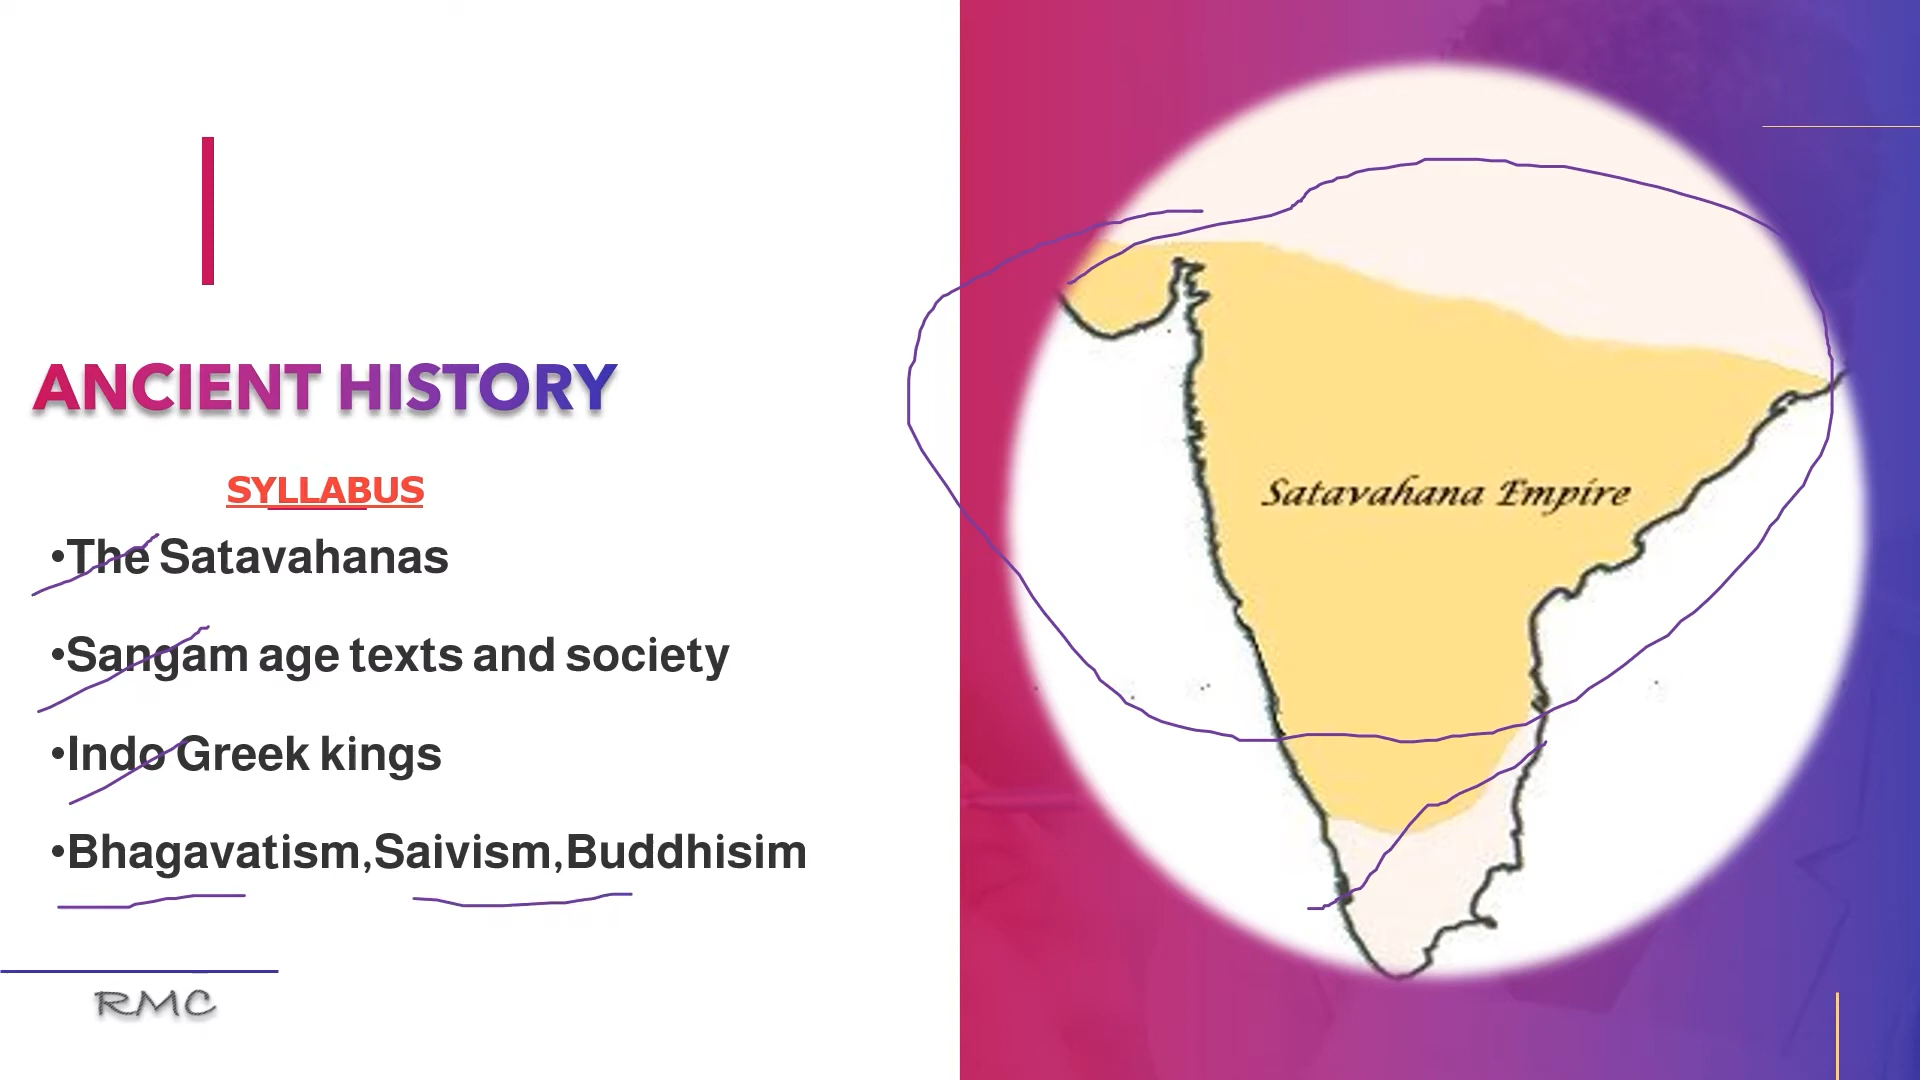 ANCIENT HISTORY
SYLLABUS
•The Satavahanas
•Sangam age texts and society
•Indo Greek kings
•Bhagavatism,Saivism,Buddhisim
RMC
Satavahana Empire